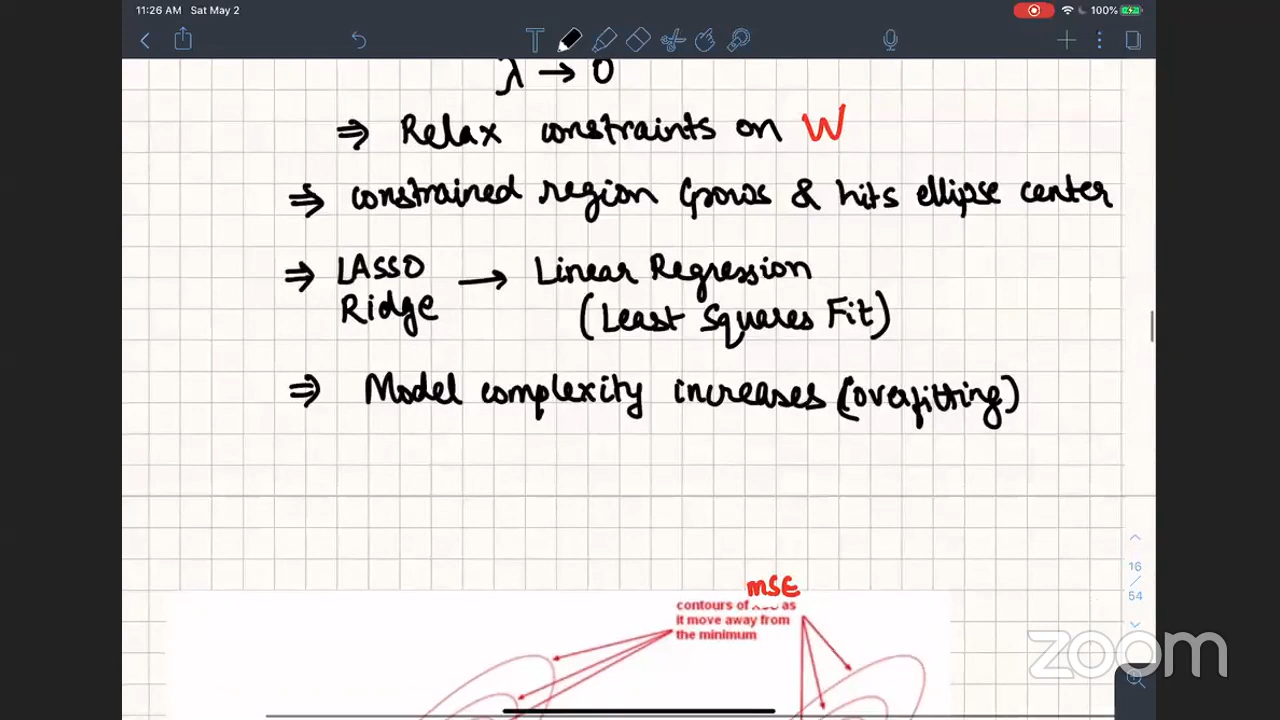 11:26 AM Sat May 2
100%
λ → 0
⇒ Relax constraints on W
⇒ constrained region Grows & hits ellipse center
⇒ LASSO → Linear Regression
Ridge (Least Squares Fit)
⇒ Model complexity increases (overfitting)
16
/
54
MSE
contours of as
it move away from
the minimum
zoom